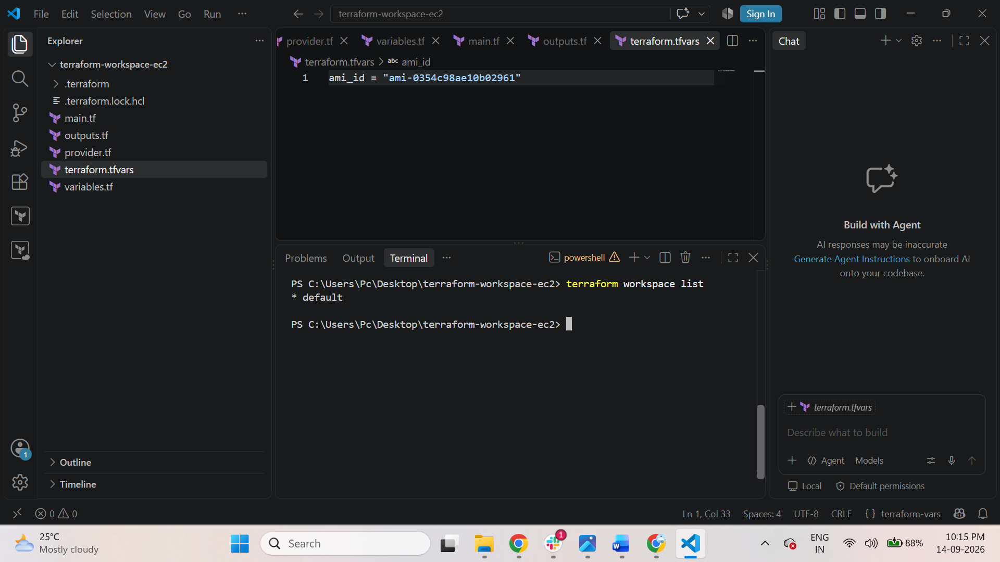 File Edit Selection View Go Run ···
terraform-workspace-ec2
Sign In
Explorer
terraform-workspace-ec2
.terraform
.terraform.lock.hcl
main.tf
outputs.tf
provider.tf
terraform.tfvars
variables.tf
Outline
Timeline
provider.tf variables.tf main.tf outputs.tf terraform.tfvars
terraform.tfvars > abc ami_id
1 ami_id = "ami-0354c98ae10b02961"
Problems Output Terminal ···
powershell
PS C:\Users\Pc\Desktop\terraform-workspace-ec2> terraform workspace list
* default
PS C:\Users\Pc\Desktop\terraform-workspace-ec2>
Chat
Build with Agent
AI responses may be inaccurate
Generate Agent Instructions to onboard AI
onto your codebase.
terraform.tfvars
Describe what to build
Agent Models
Local Default permissions
1
0 0
Ln 1, Col 33 Spaces: 4 UTF-8 CRLF { } terraform-vars
25°C
Mostly cloudy
Search
1
W
ENG
IN
88%
10:15 PM
14-09-2026